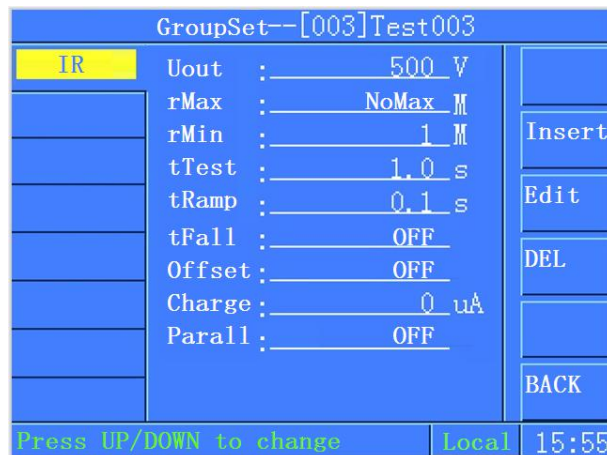 GroupSet--[003]Test003
IR
Uout : 500 V
rMax : NoMax M
rMin : 1 M
tTest : 1.0 s
tRamp : 0.1 s
tFall : OFF
Offset : OFF
Charge : 0 uA
Parall : OFF
Insert
Edit
DEL
BACK
Press UP/DOWN to change
Local
15:55